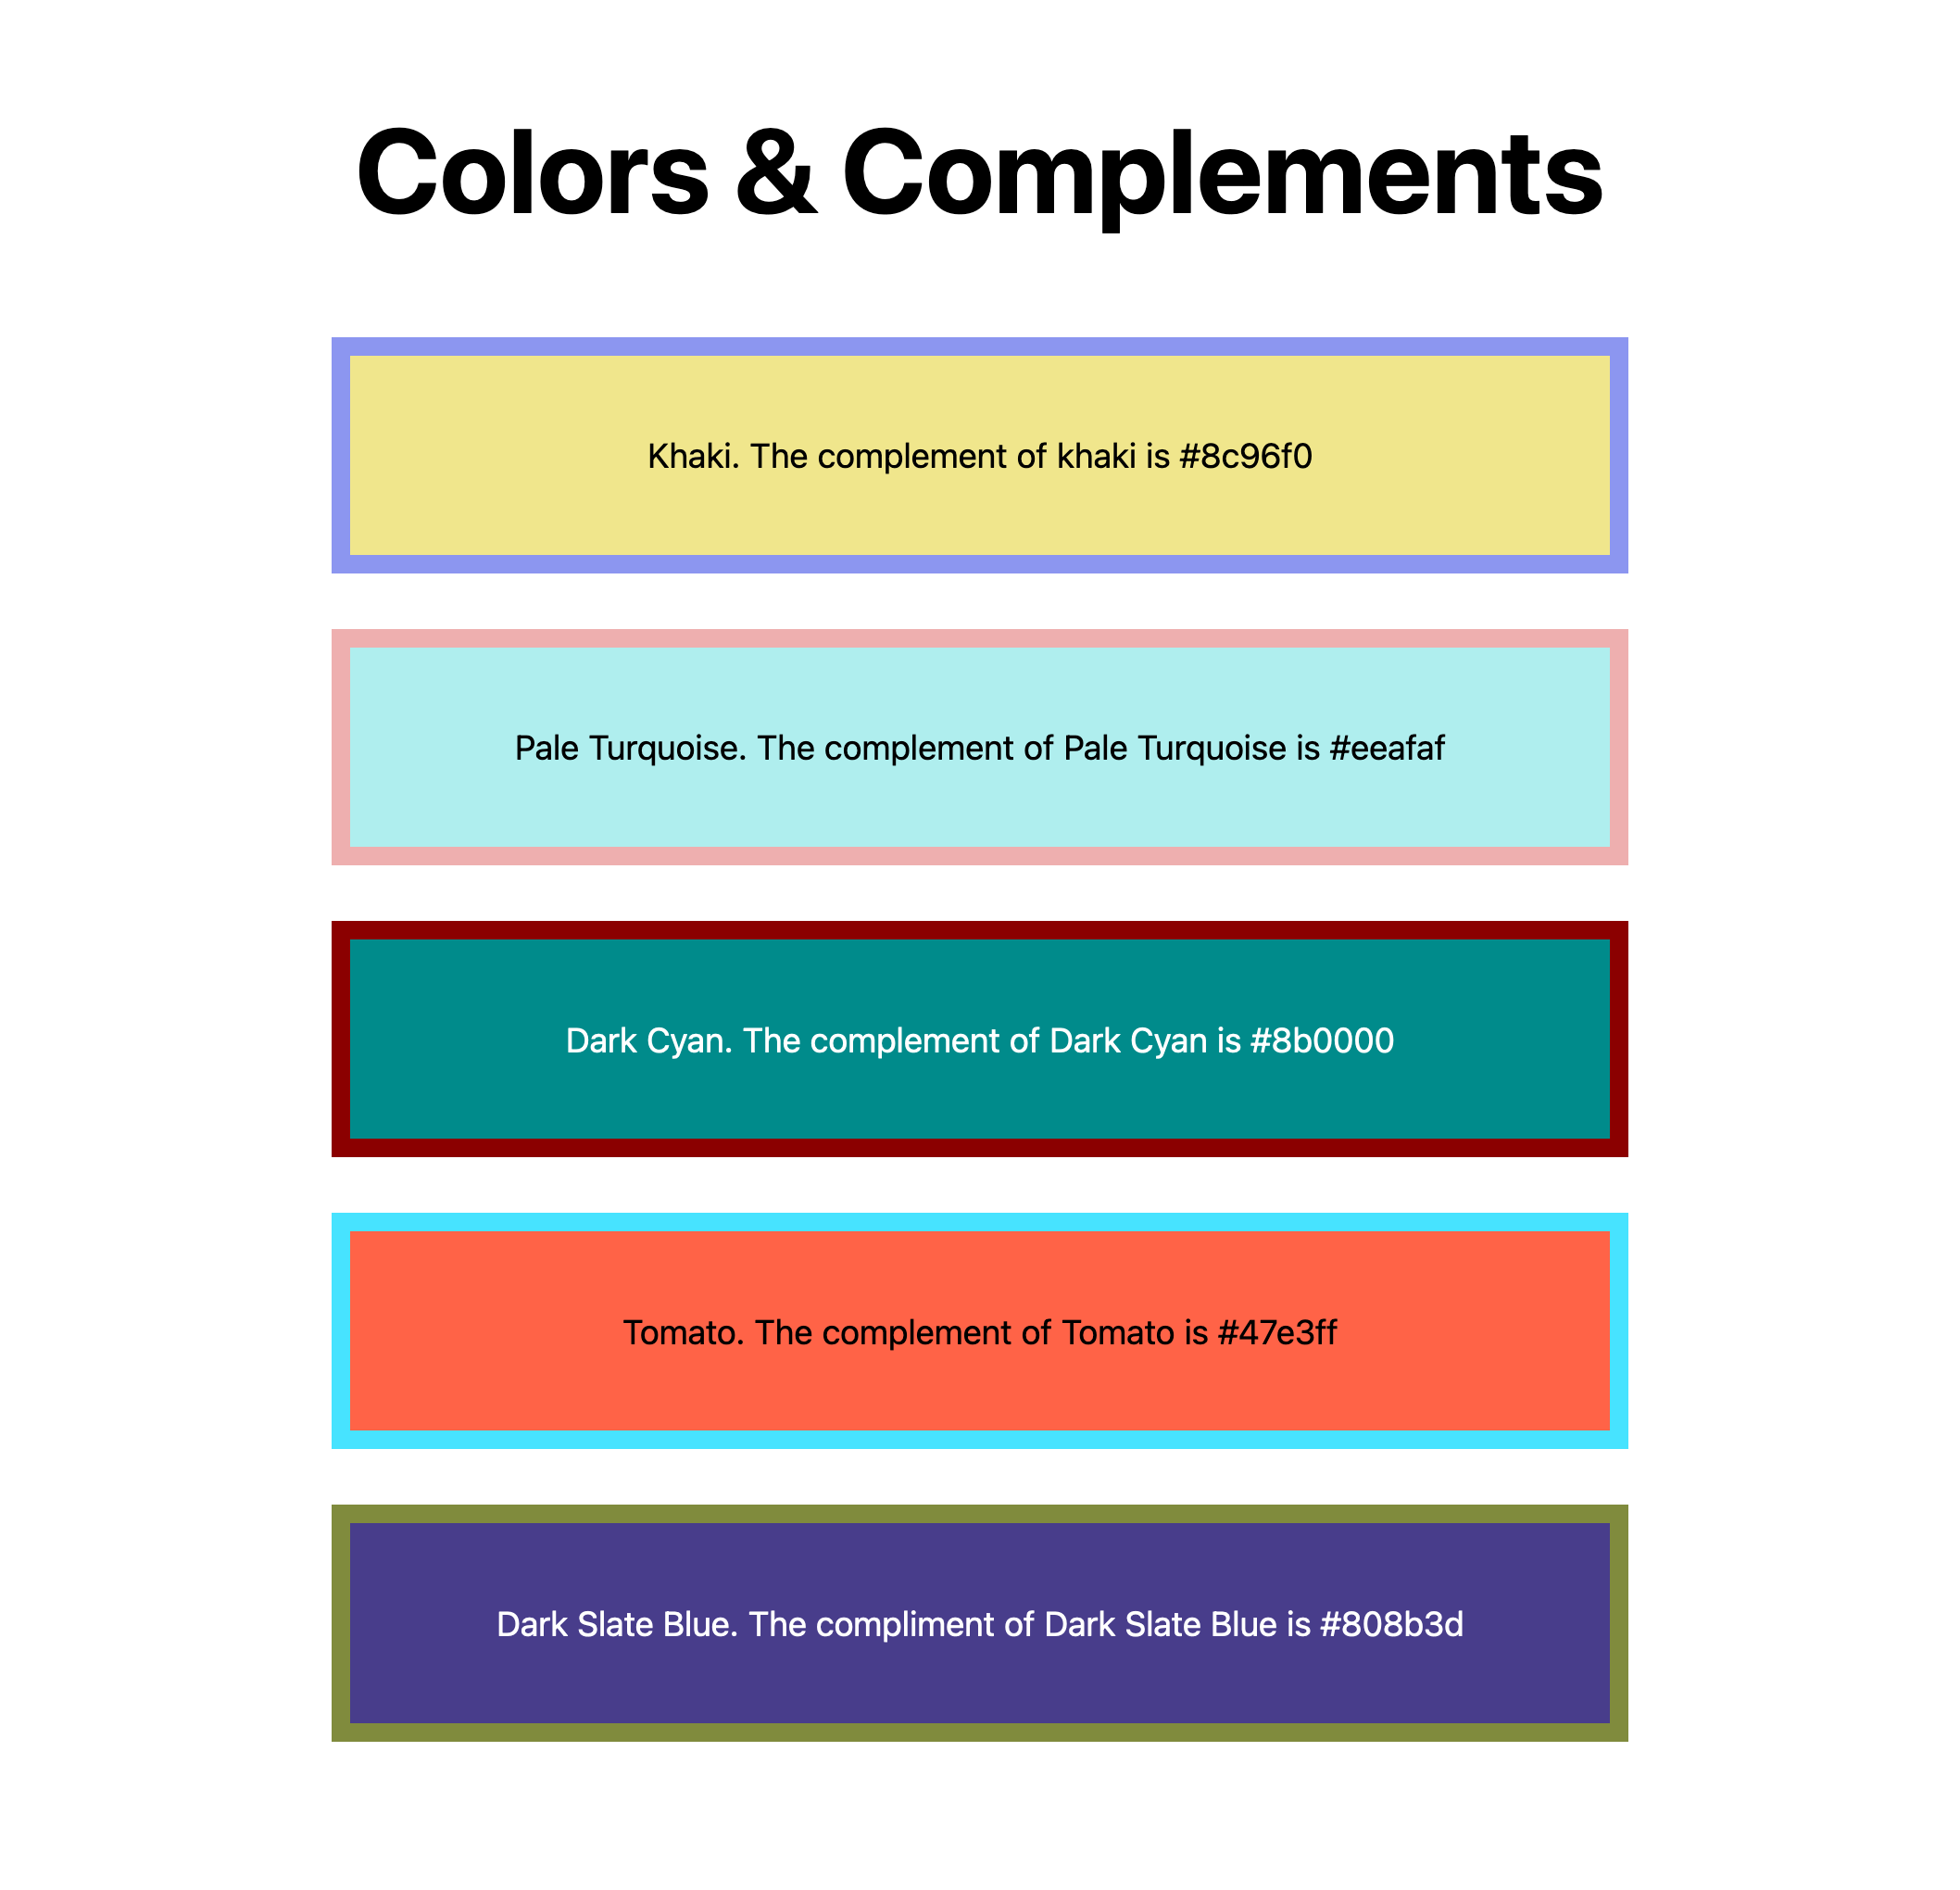 Colors & Complements
Khaki. The complement of khaki is #8c96f0
Pale Turquoise. The complement of Pale Turquoise is #eeafaf
Dark Cyan. The complement of Dark Cyan is #8b0000
Tomato. The complement of Tomato is #47e3ff
Dark Slate Blue. The compliment of Dark Slate Blue is #808b3d